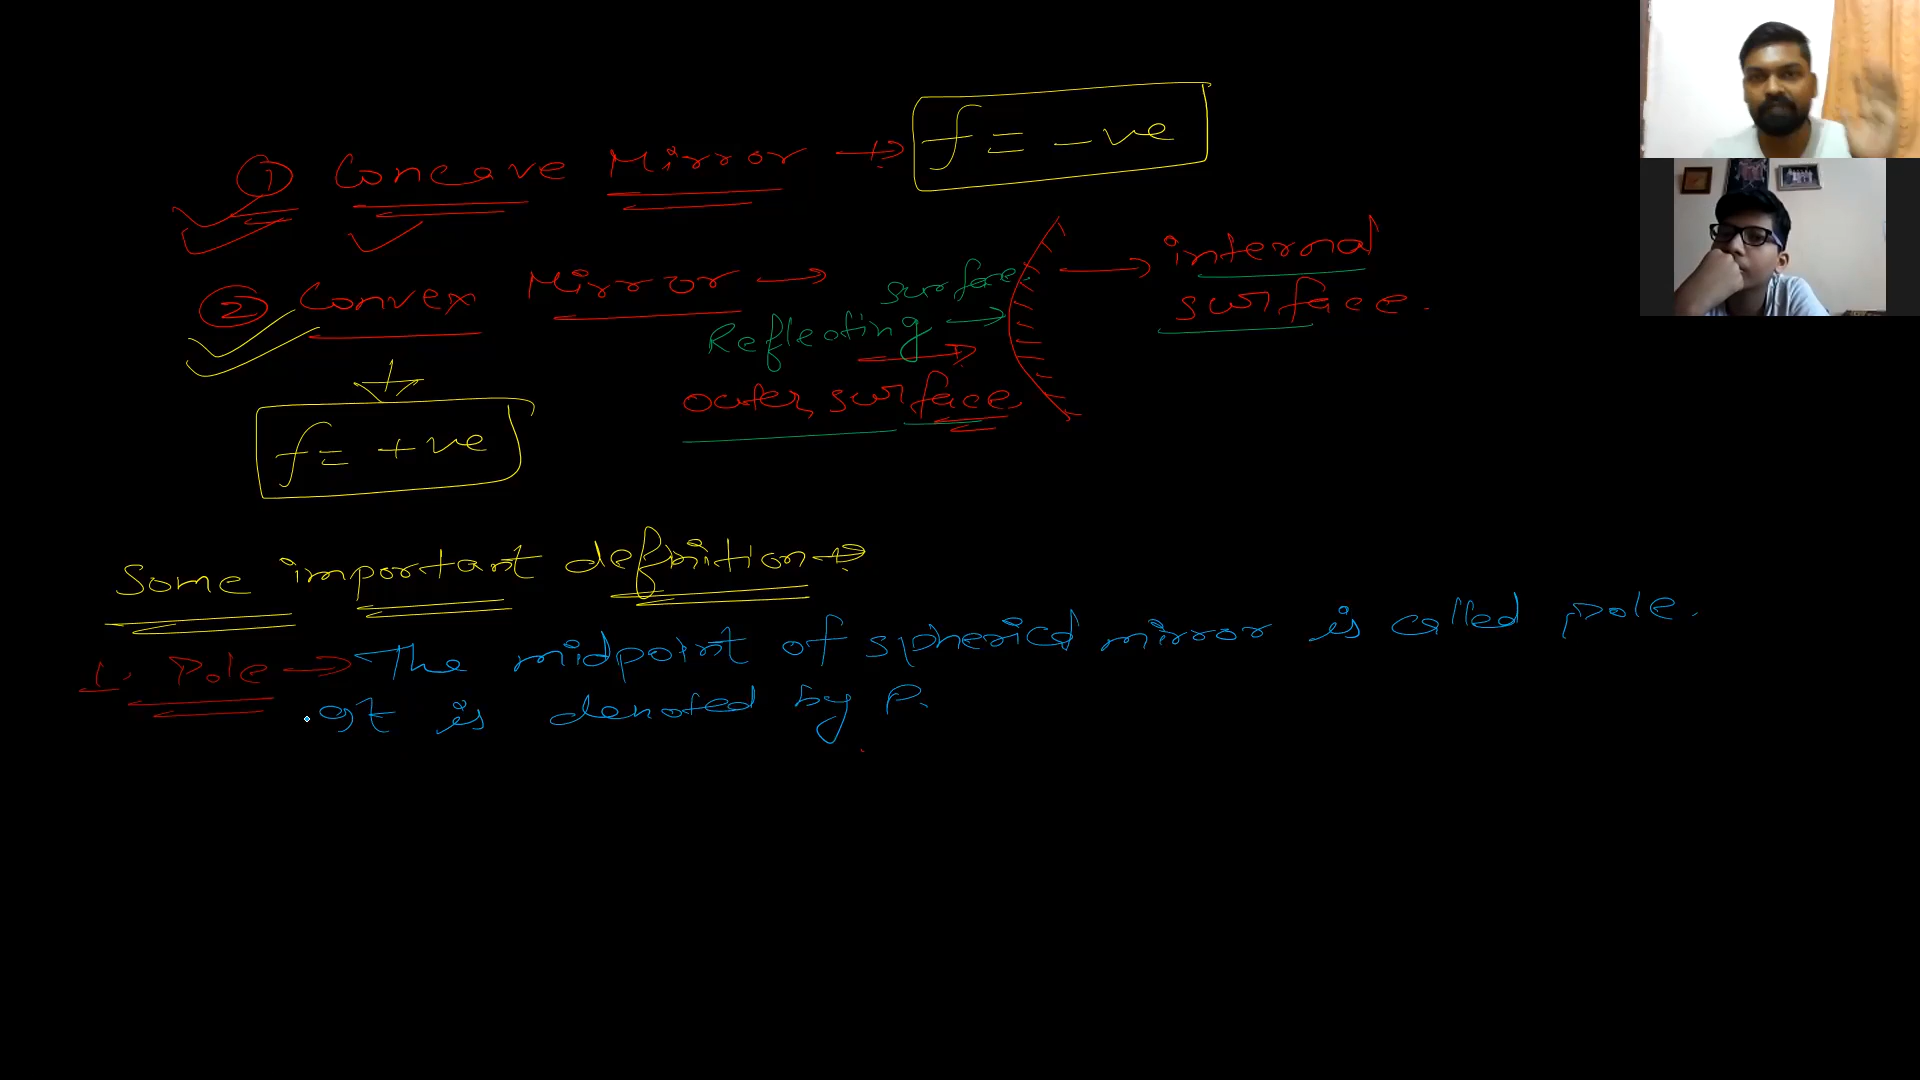 ① Concave Mirror → f = -ve
② Convex Mirror →
surface
Reflecting →
outer surface
→ internal
surface.
f = +ve
Some important definition →
1. Pole → The midpoint of spherical mirror is called pole.
It is denoted by P.